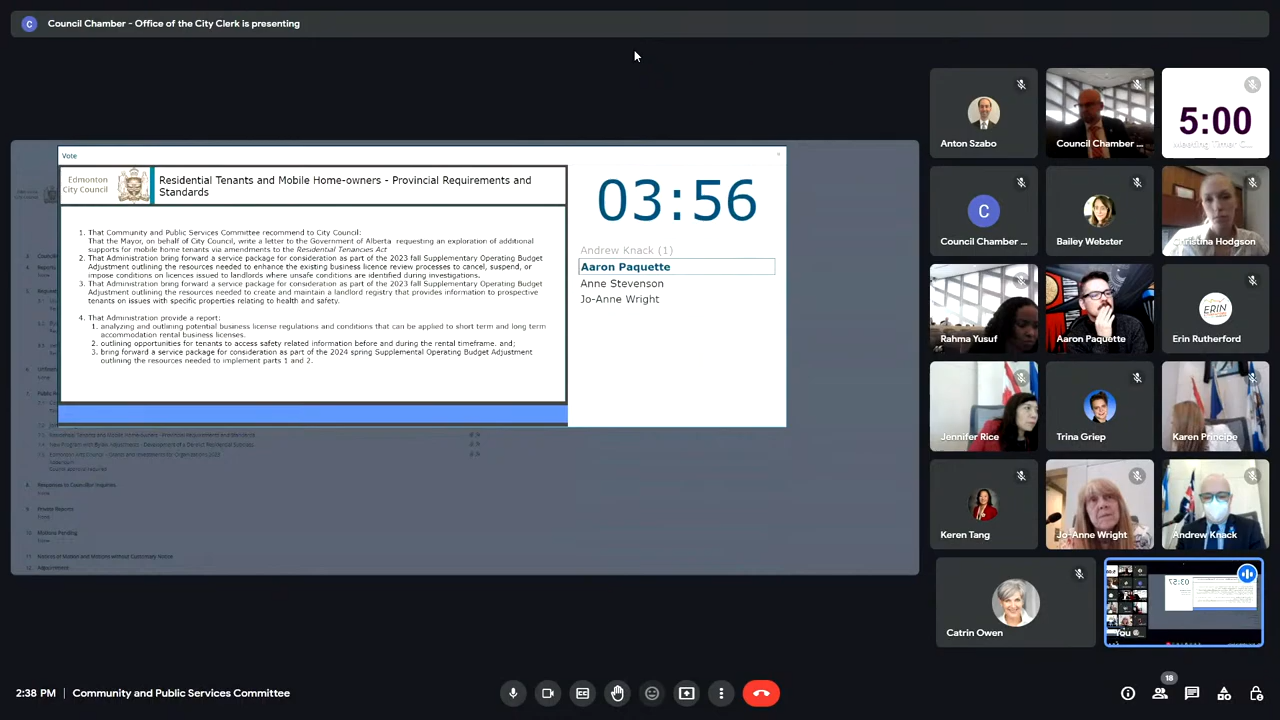 C
Council Chamber - Office of the City Clerk is presenting
Vote
×
Edmonton
City Council
Residential Tenants and Mobile Home-owners - Provincial Requirements and
Standards
1. That Community and Public Services Committee recommend to City Council:
That the Mayor, on behalf of City Council, write a letter to the Government of Alberta requesting an exploration of additional
supports for mobile home tenants via amendments to the Residential Tenancies Act
2. That Administration bring forward a service package for consideration as part of the 2023 fall Supplementary Operating Budget
Adjustment outlining the resources needed to enhance the existing business licence review processes to cancel, suspend, or
impose conditions on licences issued to landlords where unsafe conditions are identified during investigations.
3. That Administration bring forward a service package for consideration as part of the 2023 fall Supplementary Operating Budget
Adjustment outlining the resources needed to create and maintain a landlord registry that provides information to prospective
tenants on issues with specific properties relating to health and safety.
4. That Administration provide a report;
1. analyzing and outlining potential business license regulations and conditions that can be applied to short term and long term
accommodation rental business licenses.
2. outlining opportunities for tenants to access safety related information before and during the rental timeframe. and;
3. bring forward a service package for consideration as part of the 2024 spring Supplemental Operating Budget Adjustment
outlining the resources needed to implement parts 1 and 2.
03:56
Andrew Knack (1)
Aaron Paquette
Anne Stevenson
Jo-Anne Wright
Anton Szabo
Council Chamber ...
5:00
Meeting Timer C...
C
Council Chamber ...
Bailey Webster
Christina Hodgson
Rahma Yusuf
Aaron Paquette
ERIN
Erin Rutherford
Jennifer Rice
Trina Griep
Karen Principe
Keren Tang
Jo-Anne Wright
Andrew Knack
Catrin Owen
You
2:38 PM | Community and Public Services Committee
18